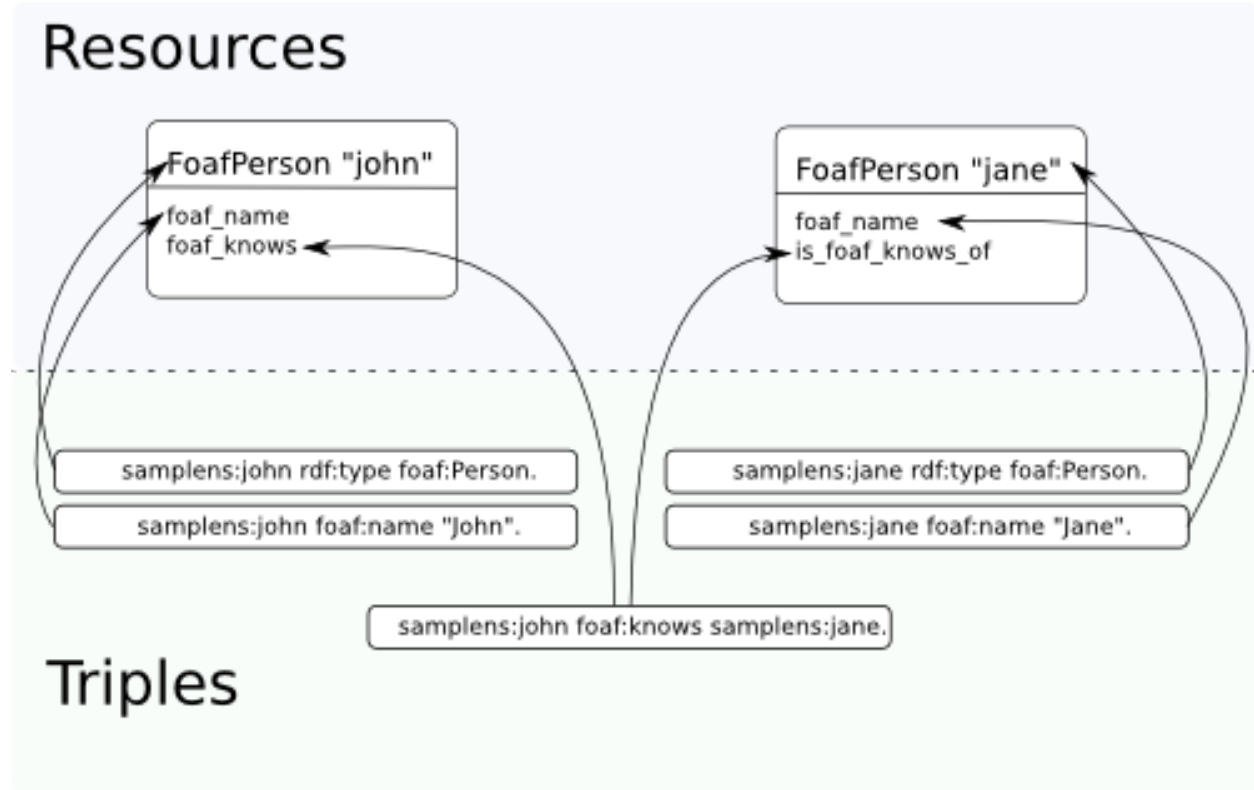 Resources
FoafPerson "john"
foaf_name
foaf_knows
FoafPerson "jane"
foaf_name
is_foaf_knows_of
samplens:john rdf:type foaf:Person.
samplens:john foaf:name "John".
samplens:jane rdf:type foaf:Person.
samplens:jane foaf:name "Jane".
samplens:john foaf:knows samplens:jane.
Triples